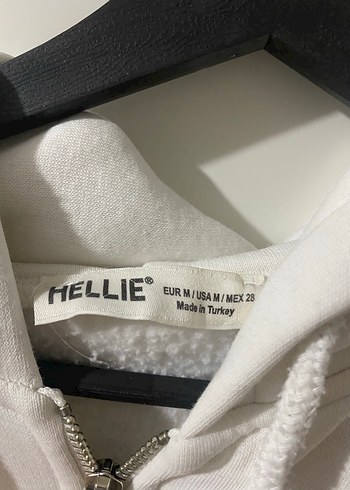 HELLIE®
EUR M / USA M / MEX 28
Made in Turkey